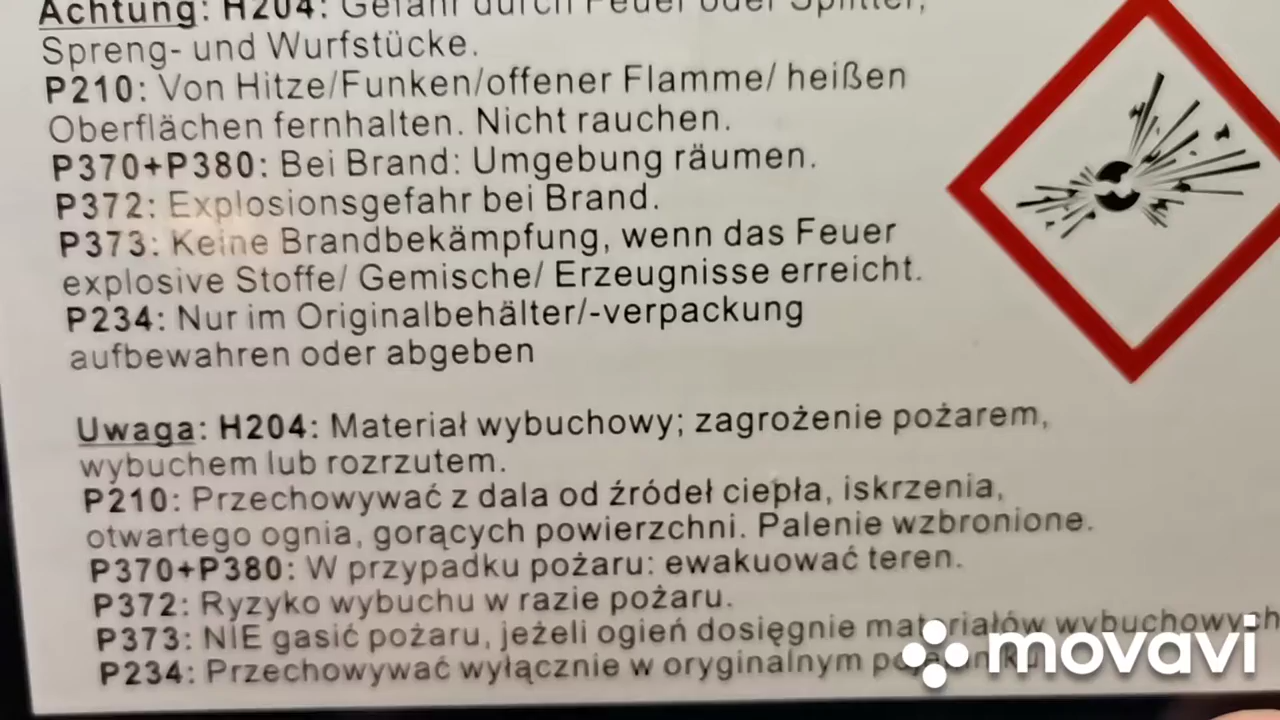 Achtung: H204: Gefahr durch Feuer oder Splitter,
Spreng- und Wurfstücke.
P210: Von Hitze/Funken/offener Flamme/ heißen
Oberflächen fernhalten. Nicht rauchen.
P370+P380: Bei Brand: Umgebung räumen.
P372: Explosionsgefahr bei Brand.
P373: Keine Brandbekämpfung, wenn das Feuer
explosive Stoffe/ Gemische/ Erzeugnisse erreicht.
P234: Nur im Originalbehälter/-verpackung
aufbewahren oder abgeben
Uwaga: H204: Materiał wybuchowy; zagrożenie pożarem,
wybuchem lub rozrzutem.
P210: Przechowywać z dala od źródeł ciepła, iskrzenia,
otwartego ognia, gorących powierzchni. Palenie wzbronione.
P370+P380: W przypadku pożaru: ewakuować teren.
P372: Ryzyko wybuchu w razie pożaru.
P373: NIE gasić pożaru, jeżeli ogień dosięgnie materiałów wybuchowych
P234: Przechowywać wyłącznie w oryginalnym
movavi